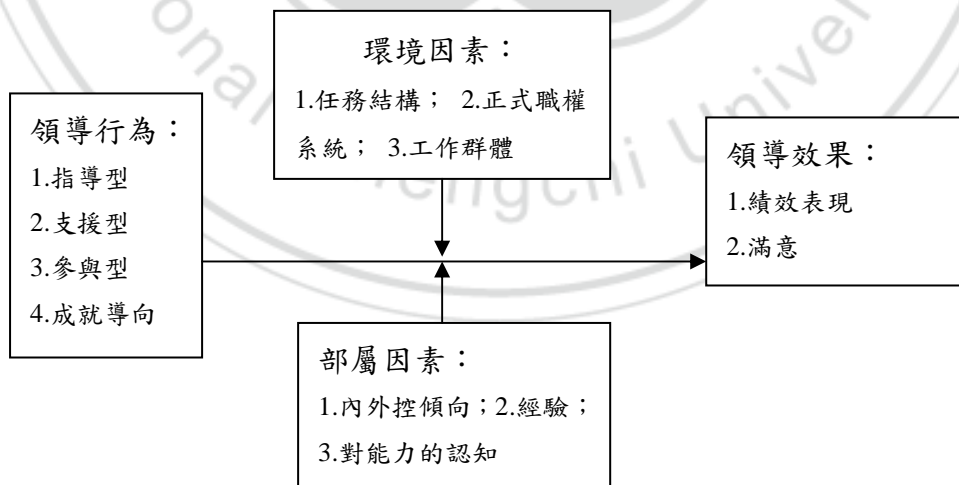 環境因素：
1.任務結構； 2.正式職權
系統； 3.工作群體
領導行為：
1.指導型
2.支援型
3.參與型
4.成就導向
領導效果：
1.績效表現
2.滿意
部屬因素：
1.內外控傾向；2.經驗；
3.對能力的認知
onal
engchi Univer